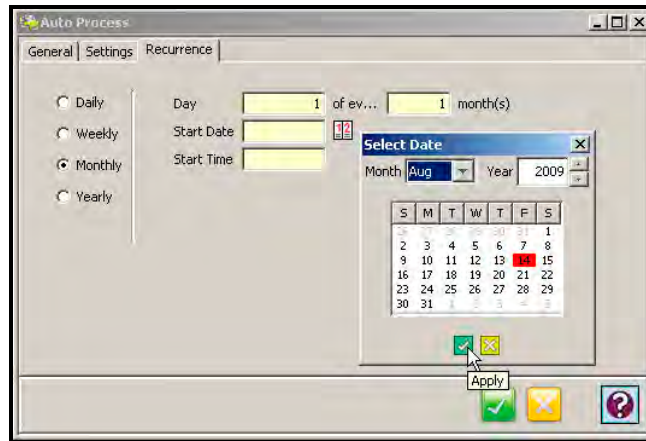 Auto Process
General Settings Recurrence
Daily
Weekly
Monthly
Yearly
Day 1 of ev... 1 month(s)
Start Date 12
Start Time
Select Date
Month Aug Year 2009
S M T W T F S
26 27 28 29 30 31 1
2 3 4 5 6 7 8
9 10 11 12 13 14 15
16 17 18 19 20 21 22
23 24 25 26 27 28 29
30 31 1 2 3 4 5
Apply
?